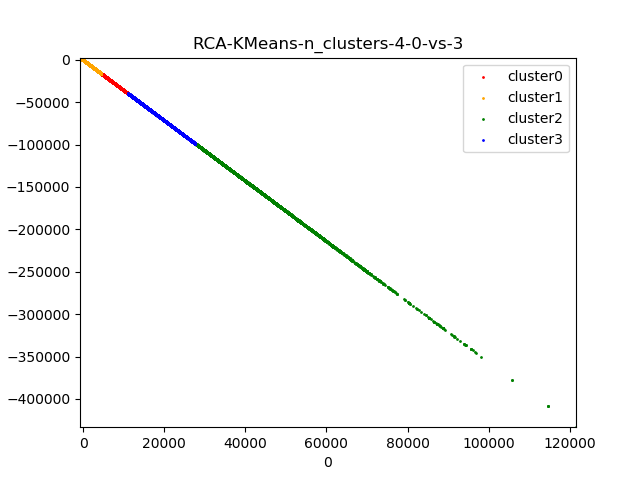 RCA-KMeans-n_clusters-4-0-vs-3
0
−50000
−100000
−150000
−200000
−250000
−300000
−350000
−400000
cluster0
cluster1
cluster2
cluster3
0 20000 40000 60000 80000 100000 120000
0